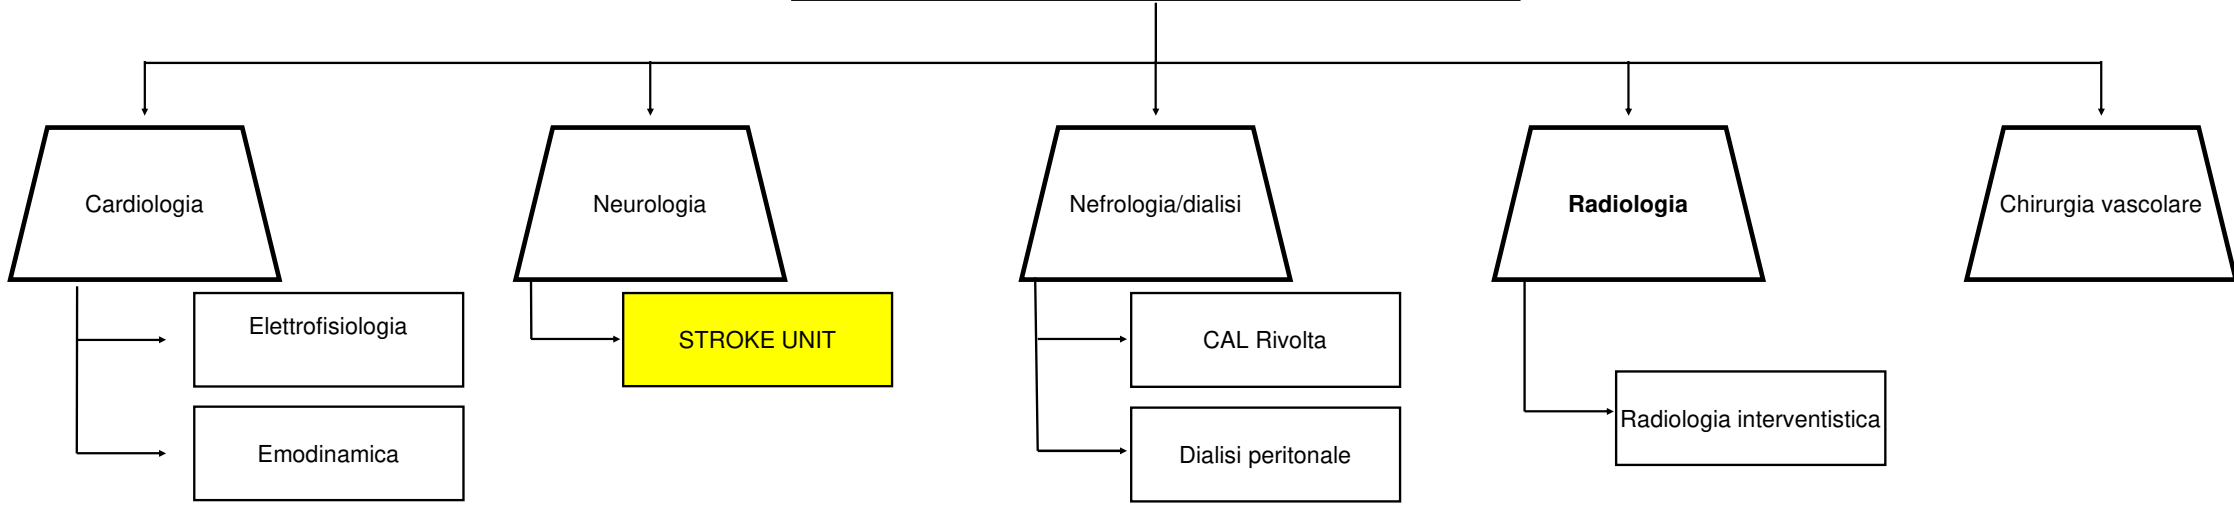 Cardiologia
Neurologia
Nefrologia/dialisi
Radiologia
Chirurgia vascolare
Elettrofisiologia
STROKE UNIT
CAL Rivolta
Radiologia interventistica
Emodinamica
Dialisi peritonale